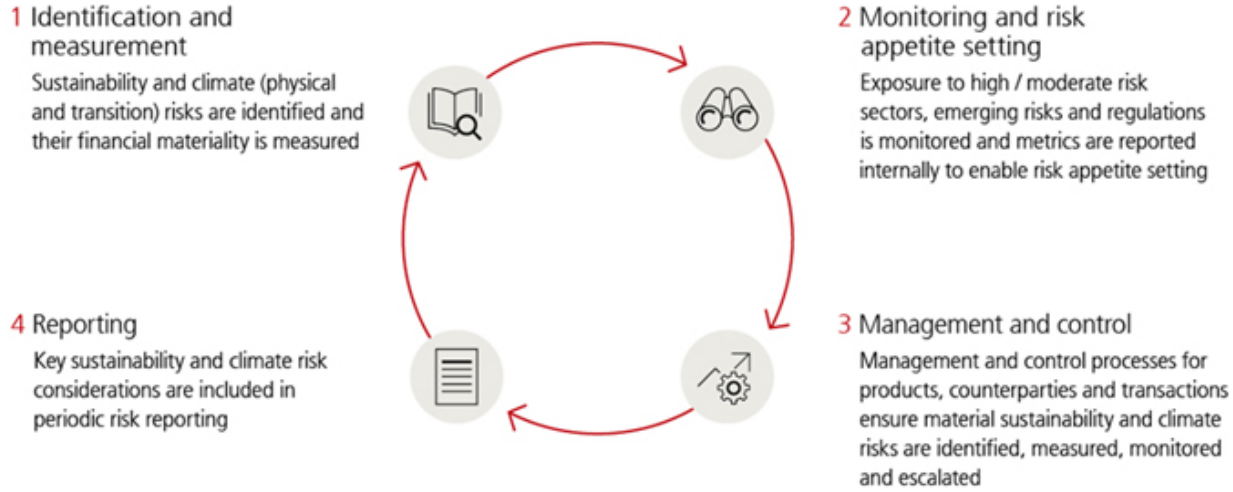 1 Identification and
measurement
Sustainability and climate (physical
and transition) risks are identified and
their financial materiality is measured
2 Monitoring and risk
appetite setting
Exposure to high / moderate risk
sectors, emerging risks and regulations
is monitored and metrics are reported
internally to enable risk appetite setting
3 Management and control
Management and control processes for
products, counterparties and transactions
ensure material sustainability and climate
risks are identified, measured, monitored
and escalated
4 Reporting
Key sustainability and climate risk
considerations are included in
periodic risk reporting